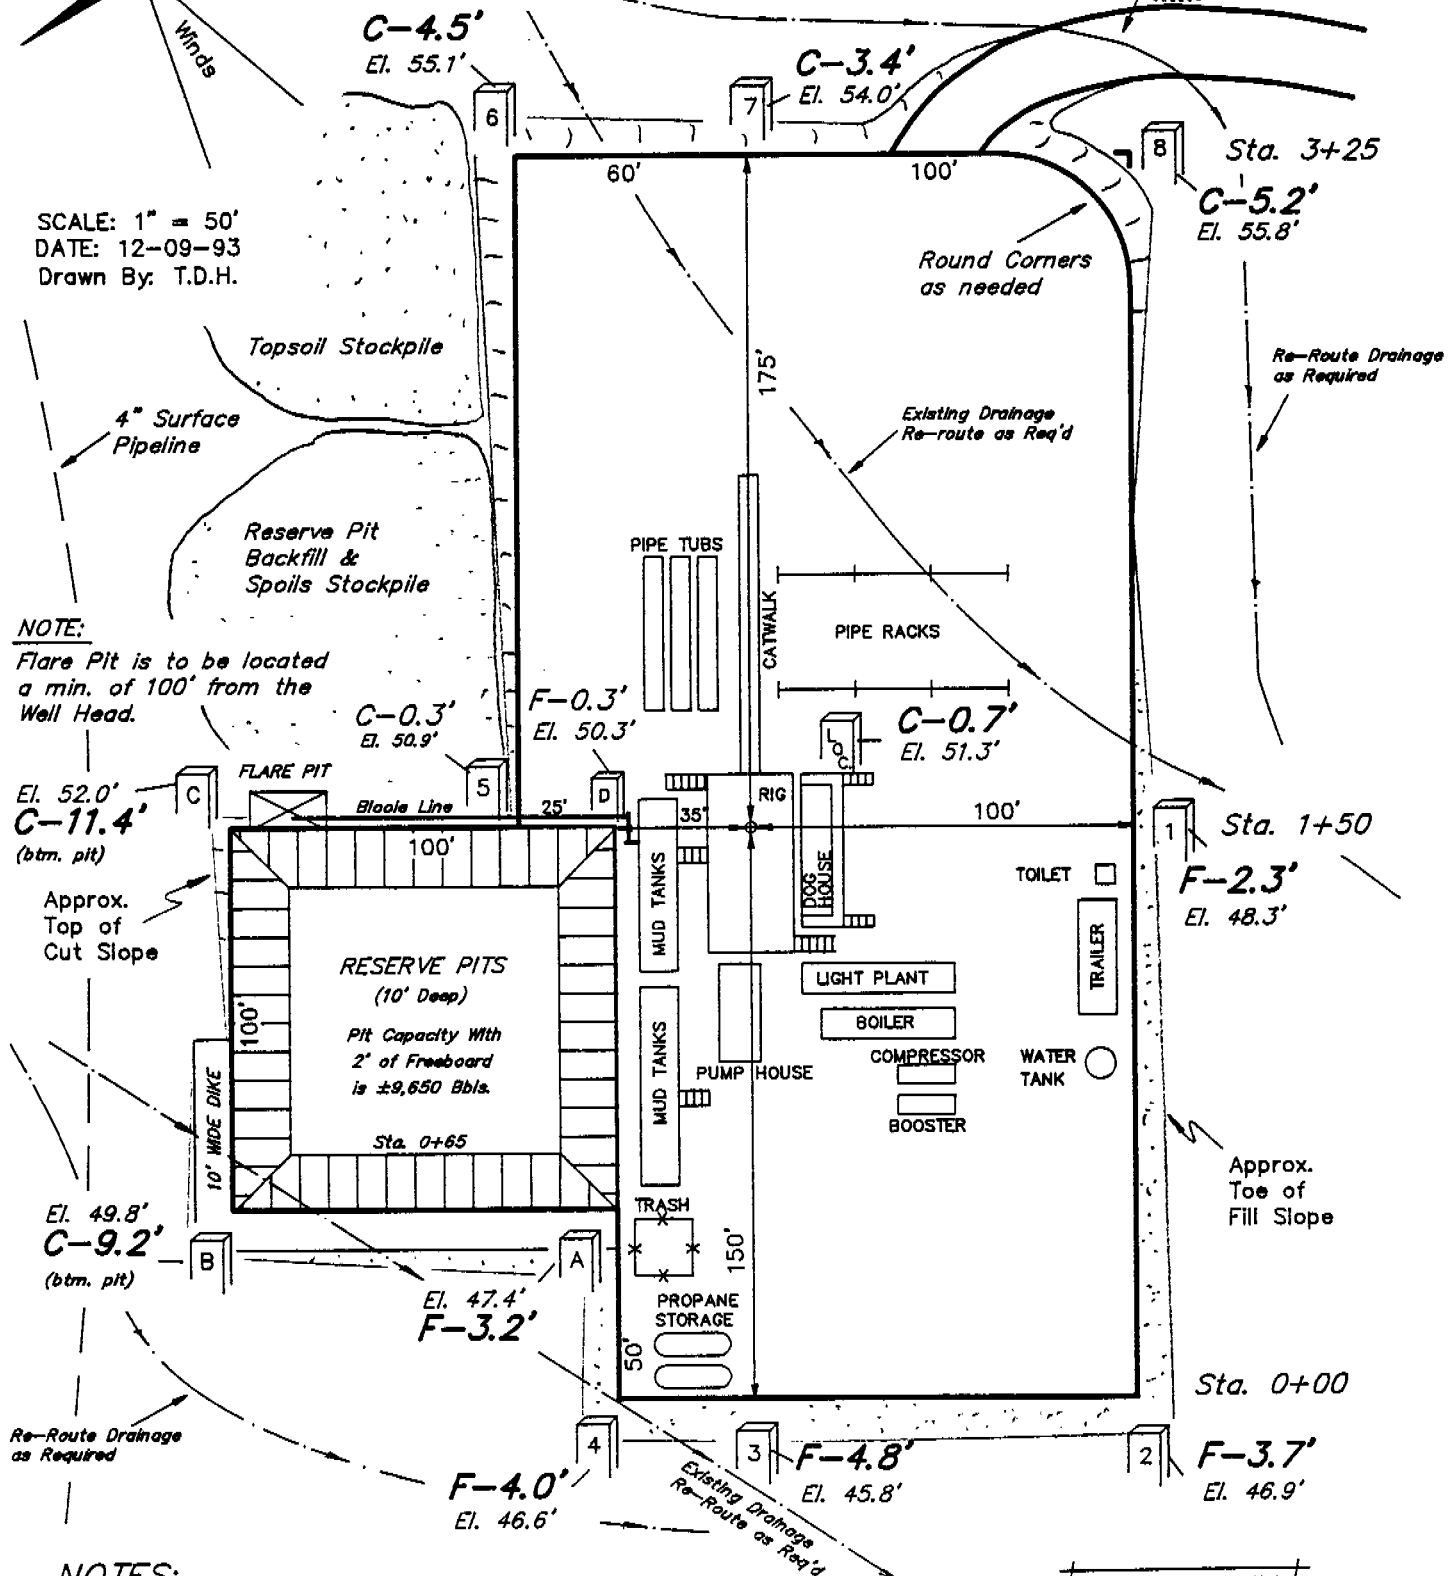 Winds
C-4.5'
El. 55.1'
6
7
C-3.4'
El. 54.0'
8
Sta. 3+25
C-5.2'
El. 55.8'
60'
100'
SCALE: 1" = 50'
DATE: 12-09-93
Drawn By: T.D.H.
Round Corners
as needed
Topsoil Stockpile
175'
Re-Route Drainage
as Required
4" Surface
Pipeline
Existing Drainage
Re-route as Req'd
Reserve Pit
Backfill &
Spoils Stockpile
PIPE TUBS
CATWALK
PIPE RACKS
NOTE:
Flare Pit is to be located
a min. of 100' from the
Well Head.
C-0.3'
El. 50.9'
F-0.3'
El. 50.3'
LOC.
C-0.7'
El. 51.3'
El. 52.0'
C-11.4'
(btm. pit)
C
FLARE PIT
5
D
Blooie Line
25'
35'
RIG
100'
1
Sta. 1+50
F-2.3'
El. 48.3'
100'
MUD TANKS
DOG
HOUSE
TOILET
TRAILER
Approx.
Top of
Cut Slope
RESERVE PITS
(10' Deep)
Pit Capacity With
2' of Freeboard
is ±9,650 Bbls.
Sta. 0+65
100'
10' WIDE DIKE
MUD TANKS
LIGHT PLANT
BOILER
PUMP HOUSE
COMPRESSOR
BOOSTER
WATER
TANK
Approx.
Toe of
Fill Slope
El. 49.8'
C-9.2'
(btm. pit)
B
A
TRASH
150'
El. 47.4'
F-3.2'
PROPANE
STORAGE
50'
Sta. 0+00
Re-Route Drainage
as Required
4
F-4.0'
El. 46.6'
3
F-4.8'
El. 45.8'
2
F-3.7'
El. 46.9'
Existing Drainage
Re-Route as Req'd
NOTES: